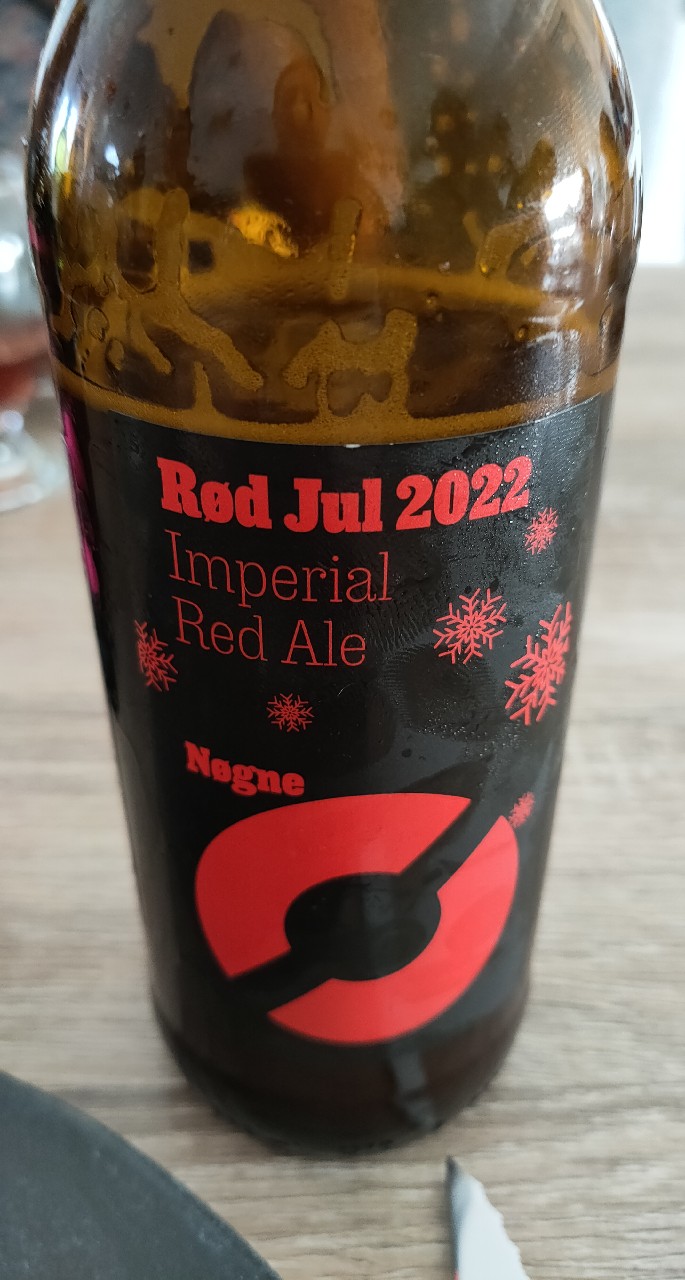 Rød Jul 2022
Imperial
Red Ale
Nøgne
Ø